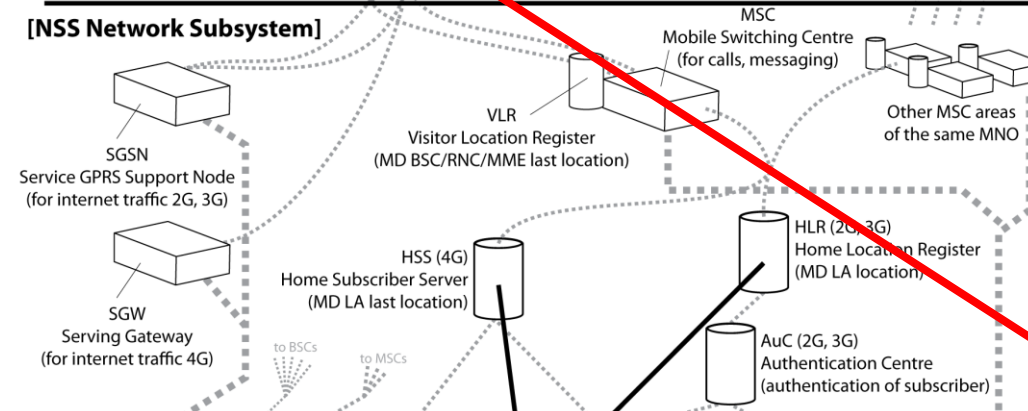 [NSS Network Subsystem]
MSC
Mobile Switching Centre
(for calls, messaging)
VLR
Visitor Location Register
(MD BSC/RNC/MME last location)
Other MSC areas
of the same MNO
SGSN
Service GPRS Support Node
(for internet traffic 2G, 3G)
HSS (4G)
Home Subscriber Server
(MD LA last location)
HLR (2G, 3G)
Home Location Register
(MD LA location)
SGW
Serving Gateway
(for internet traffic 4G)
to BSCs
to MSCs
AuC (2G, 3G)
Authentication Centre
(authentication of subscriber)